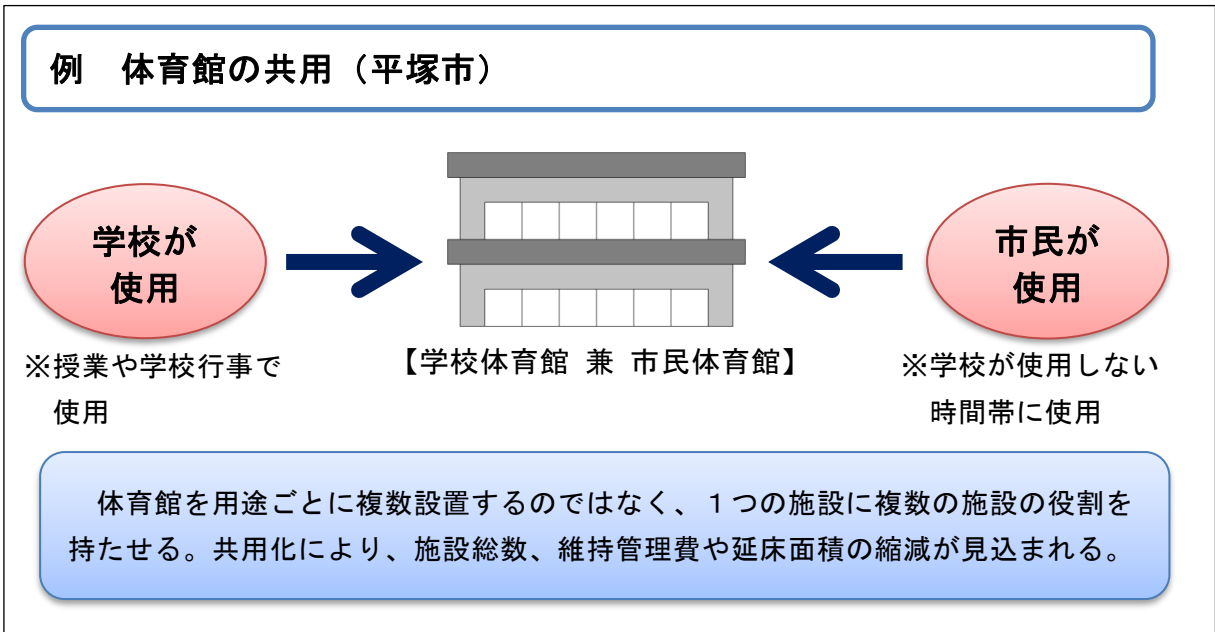 例　体育館の共用（平塚市）
学校が
使用
※授業や学校行事で
使用
【学校体育館 兼 市民体育館】
市民が
使用
※学校が使用しない
時間帯に使用
体育館を用途ごとに複数設置するのではなく、１つの施設に複数の施設の役割を
持たせる。共用化により、施設総数、維持管理費や延床面積の縮減が見込まれる。